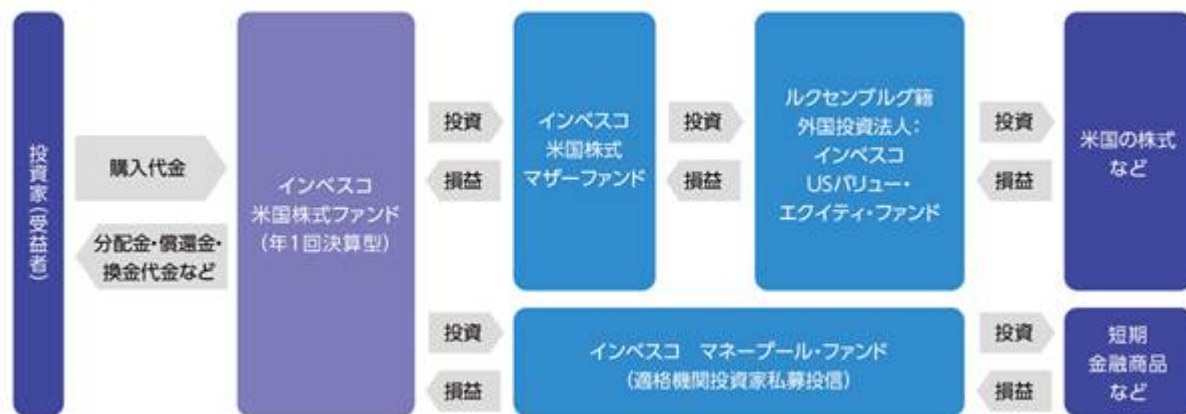 投資家（受益者）
購入代金
分配金・償還金・
換金代金など
インベスコ
米国株式ファンド
（年1回決算型）
投資
損益
インベスコ
米国株式
マザーファンド
投資
損益
ルクセンブルグ籍
外国投資法人：
インベスコ
USバリュー・
エクイティ・ファンド
投資
損益
米国の株式
など
投資
損益
インベスコ　マネープール・ファンド
（適格機関投資家私募投信）
投資
損益
短期
金融商品
など